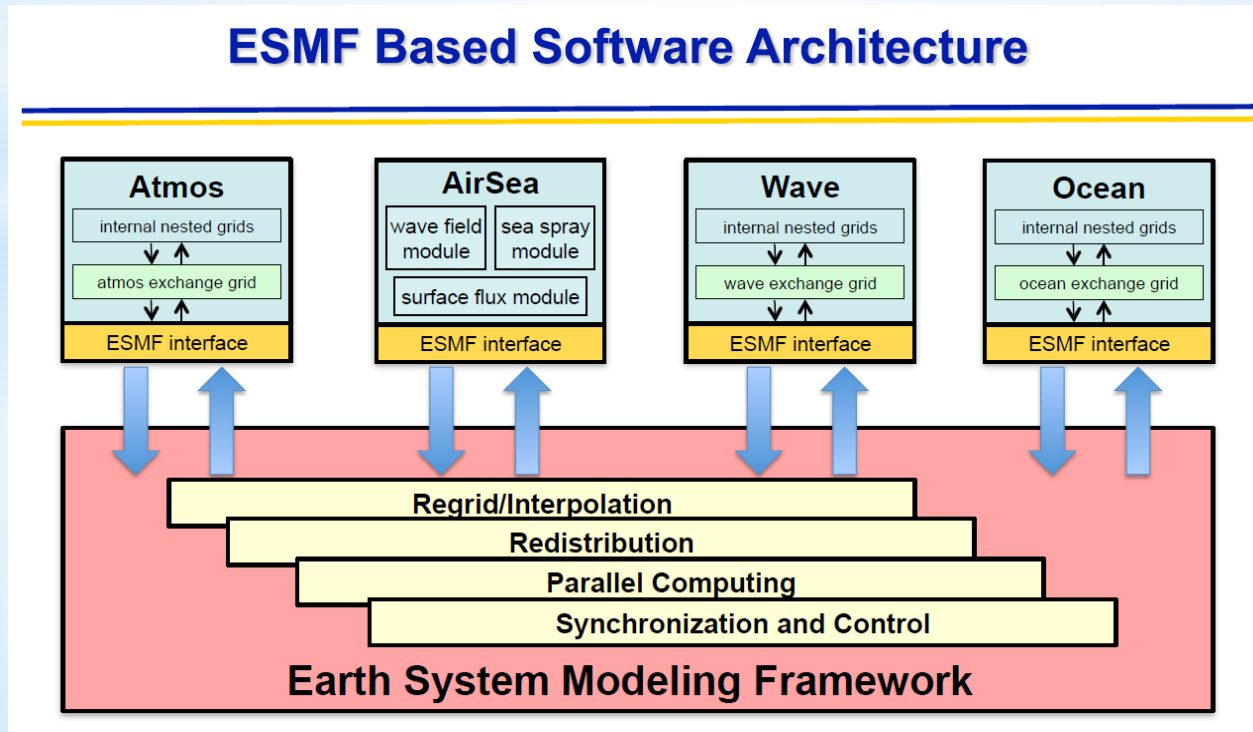 ESMF Based Software Architecture
Atmos
internal nested grids
atmos exchange grid
ESMF interface
AirSea
wave field
module
sea spray
module
surface flux module
ESMF interface
Wave
internal nested grids
wave exchange grid
ESMF interface
Ocean
internal nested grids
ocean exchange grid
ESMF interface
Regrid/Interpolation
Redistribution
Parallel Computing
Synchronization and Control
Earth System Modeling Framework